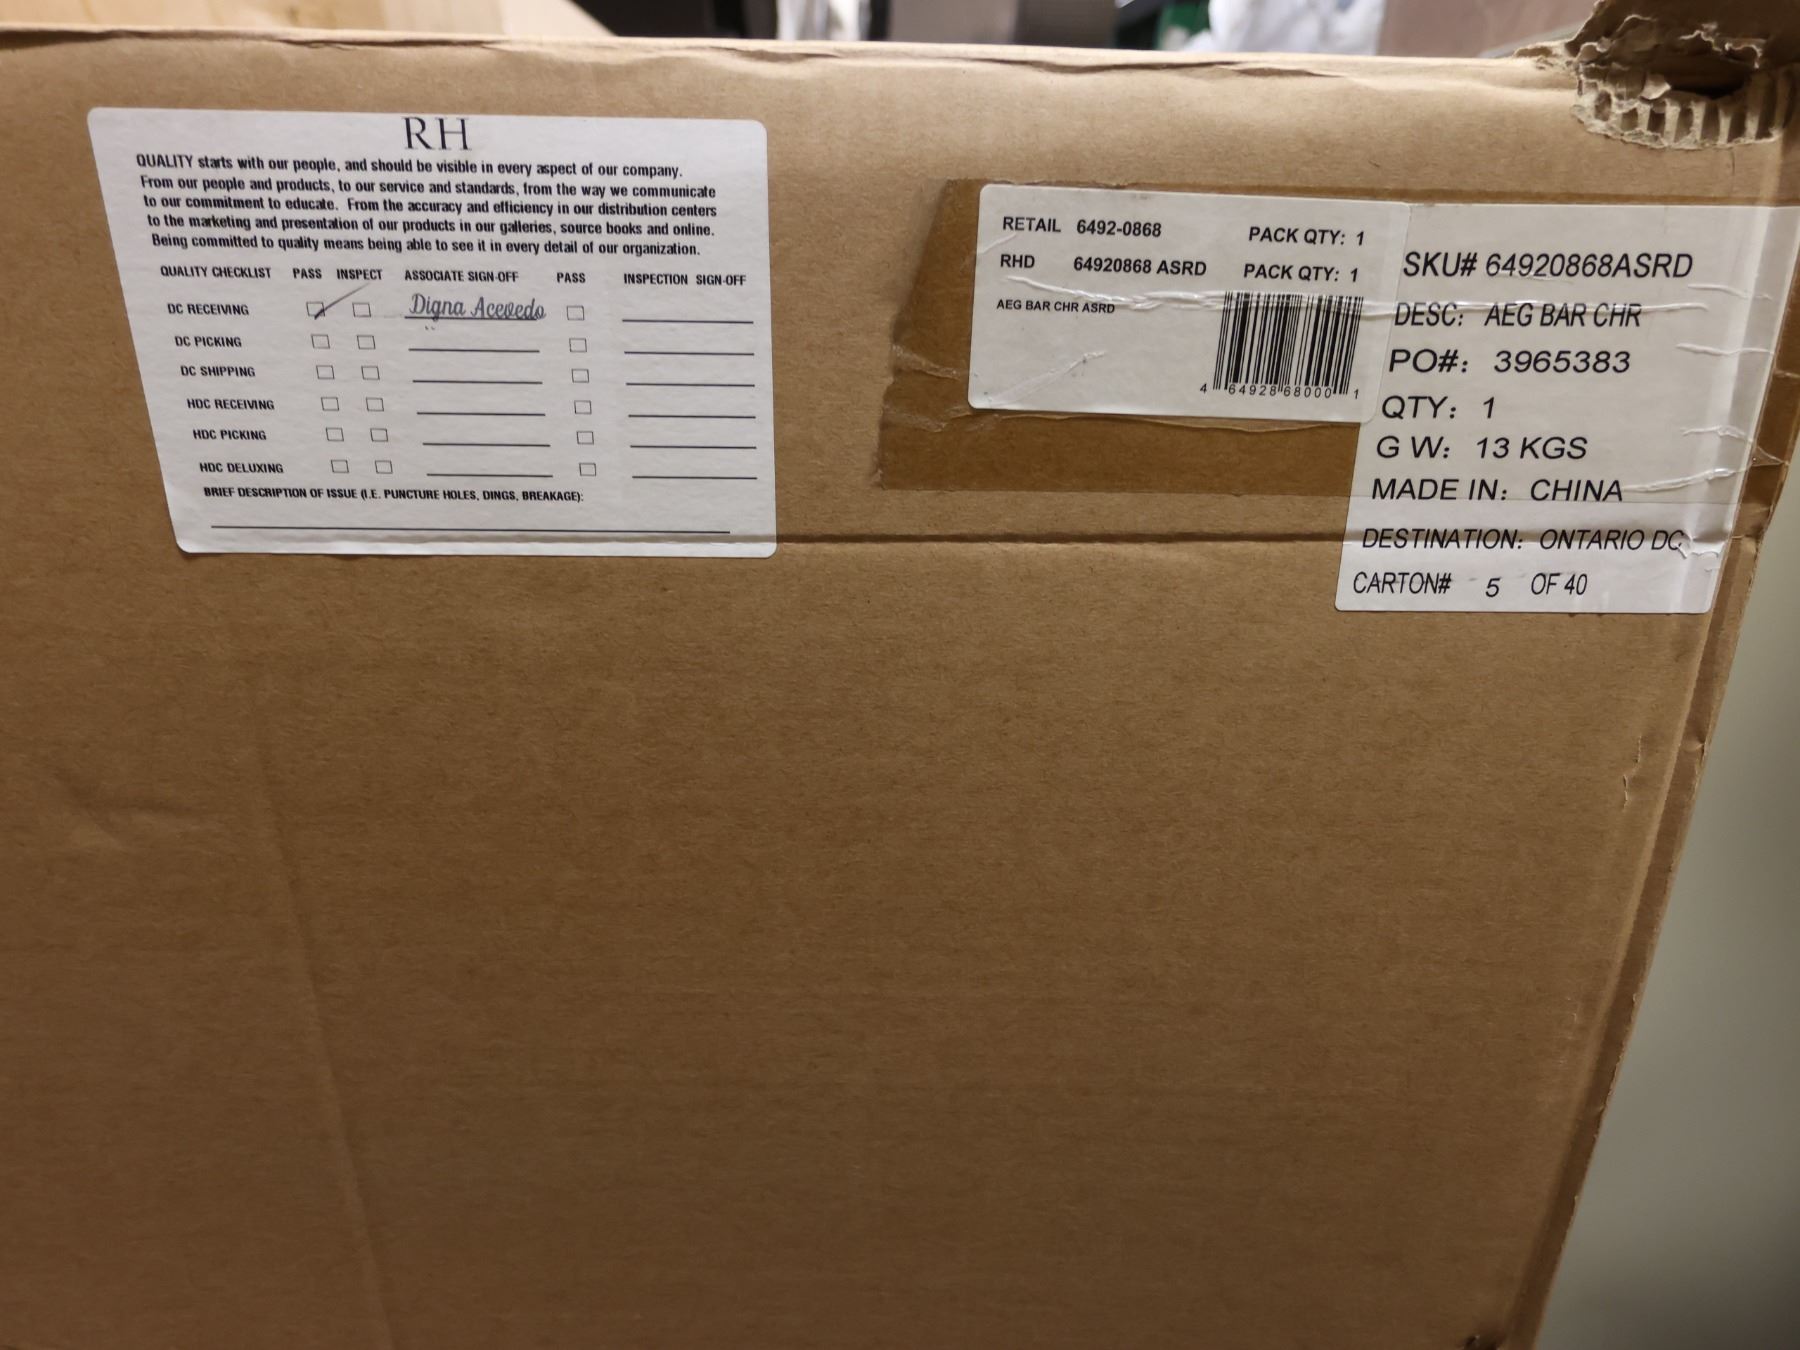 RH
QUALITY starts with our people, and should be visible in every aspect of our company.
From our people and products, to our service and standards, from the way we communicate
to our commitment to educate. From the accuracy and efficiency in our distribution centers
to the marketing and presentation of our products in our galleries, source books and online.
Being committed to quality means being able to see it in every detail of our organization.
QUALITY CHECKLIST PASS INSPECT ASSOCIATE SIGN-OFF PASS INSPECTION SIGN-OFF
DC RECEIVING Digna Acevedo
DC PICKING
DC SHIPPING
HDC RECEIVING
HDC PICKING
HDC DELUXING
BRIEF DESCRIPTION OF ISSUE (I.E. PUNCTURE HOLES, DINGS, BREAKAGE):
RETAIL 6492-0868 PACK QTY: 1
RHD 64920868 ASRD PACK QTY: 1
AEG BAR CHR ASRD
4 64928 68000 1
SKU# 64920868ASRD
DESC: AEG BAR CHR
PO#: 3965383
QTY: 1
G W: 13 KGS
MADE IN: CHINA
DESTINATION: ONTARIO DC
CARTON# 5 OF 40